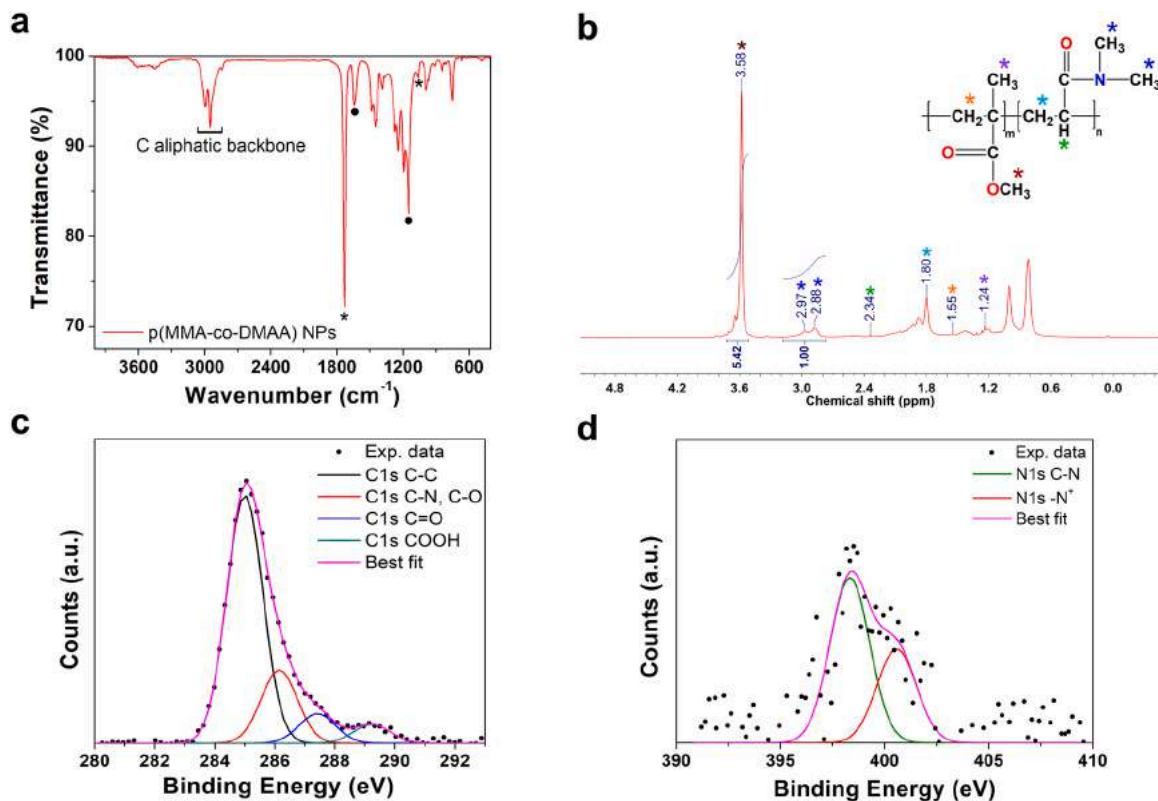 a
100
90
80
70
Transmittance (%)
C aliphatic backbone
*
*
p(MMA-co-DMAA) NPs
3600 3000 2400 1800 1200 600
Wavenumber (cm⁻¹)
b
* 3.58
* 2.97
* 2.88
* 2.34
* 1.80
* 1.55
* 1.24
5.42
1.00
4.8 4.2 3.6 3.0 2.4 1.8 1.2 0.6 0.0
Chemical shift (ppm)
O CH₃ *
* CH₃ N CH₃ *
* CH₂ C m * CH₂ C n
H *
O C
OCH₃ *
c
Exp. data
C1s C-C
C1s C-N, C-O
C1s C=O
C1s COOH
Best fit
Counts (a.u.)
280 282 284 286 288 290 292
Binding Energy (eV)
d
Exp. data
N1s C-N
N1s -N⁺
Best fit
Counts (a.u.)
390 395 400 405 410
Binding Energy (eV)